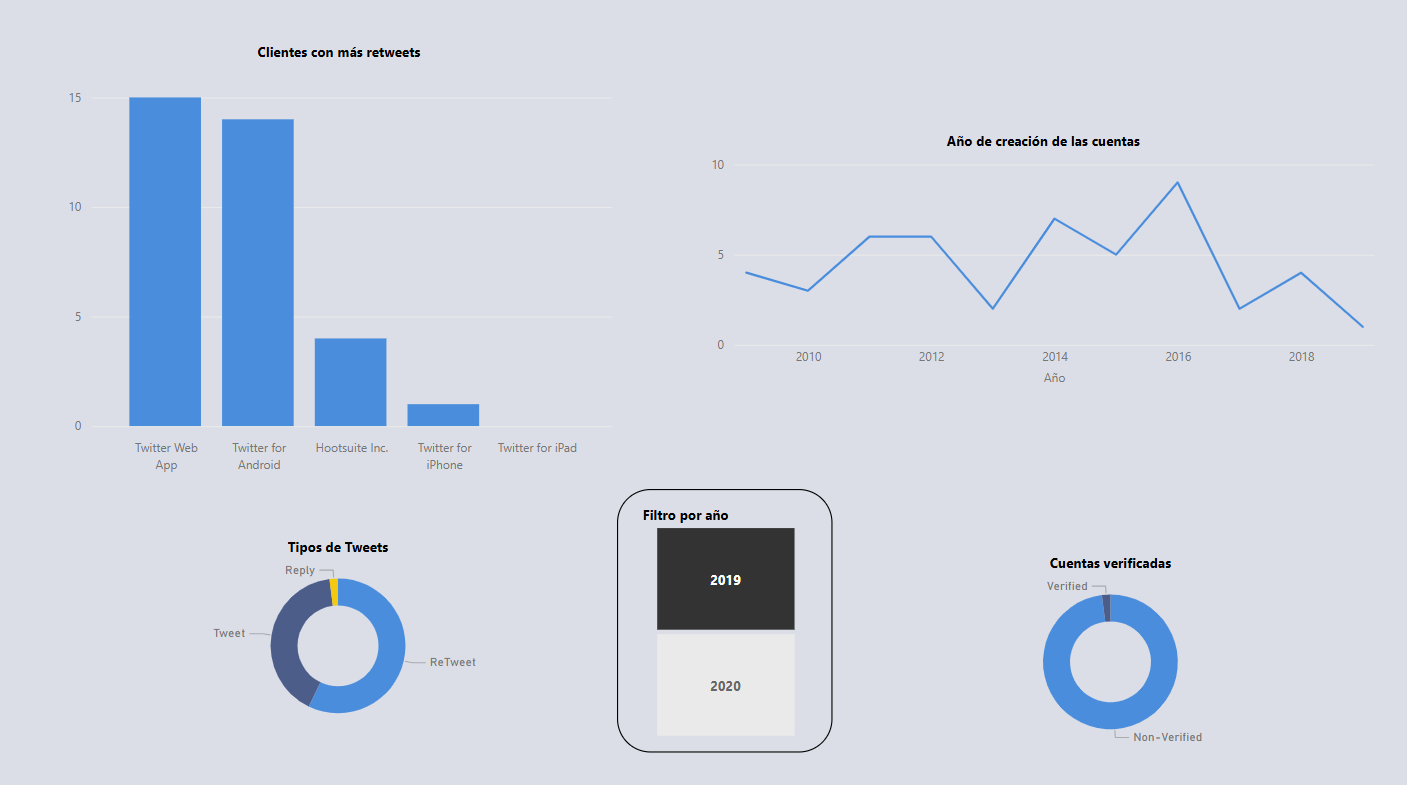 Clientes con más retweets
15
10
5
0
Twitter Web
App
Twitter for
Android
Hootsuite Inc.
Twitter for
iPhone
Twitter for iPad
Año de creación de las cuentas
10
5
0
2010
2012
2014
2016
2018
Año
Tipos de Tweets
Reply
Tweet
ReTweet
Filtro por año
2019
2020
Cuentas verificadas
Verified
Non-Verified